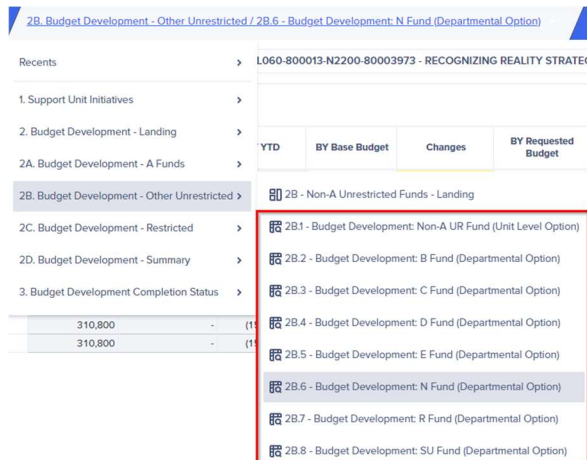 2B. Budget Development - Other Unrestricted / 2B.6 - Budget Development: N Fund (Departmental Option)
Recents
L060-800013-N2200-80003973 - RECOGNIZING REALITY STRATE
1. Support Unit Initiatives
2. Budget Development - Landing
YTD
BY Base Budget
Changes
BY Requested
Budget
2A. Budget Development - A Funds
2B. Budget Development - Other Unrestricted
2B - Non-A Unrestricted Funds - Landing
2C. Budget Development - Restricted
2B.1 - Budget Development: Non-A UR Fund (Unit Level Option)
2D. Budget Development - Summary
2B.2 - Budget Development: B Fund (Departmental Option)
3. Budget Development Completion Status
2B.3 - Budget Development: C Fund (Departmental Option)
310,800 - (1
2B.4 - Budget Development: D Fund (Departmental Option)
310,800 - (1
2B.5 - Budget Development: E Fund (Departmental Option)
2B.6 - Budget Development: N Fund (Departmental Option)
2B.7 - Budget Development: R Fund (Departmental Option)
2B.8 - Budget Development: SU Fund (Departmental Option)